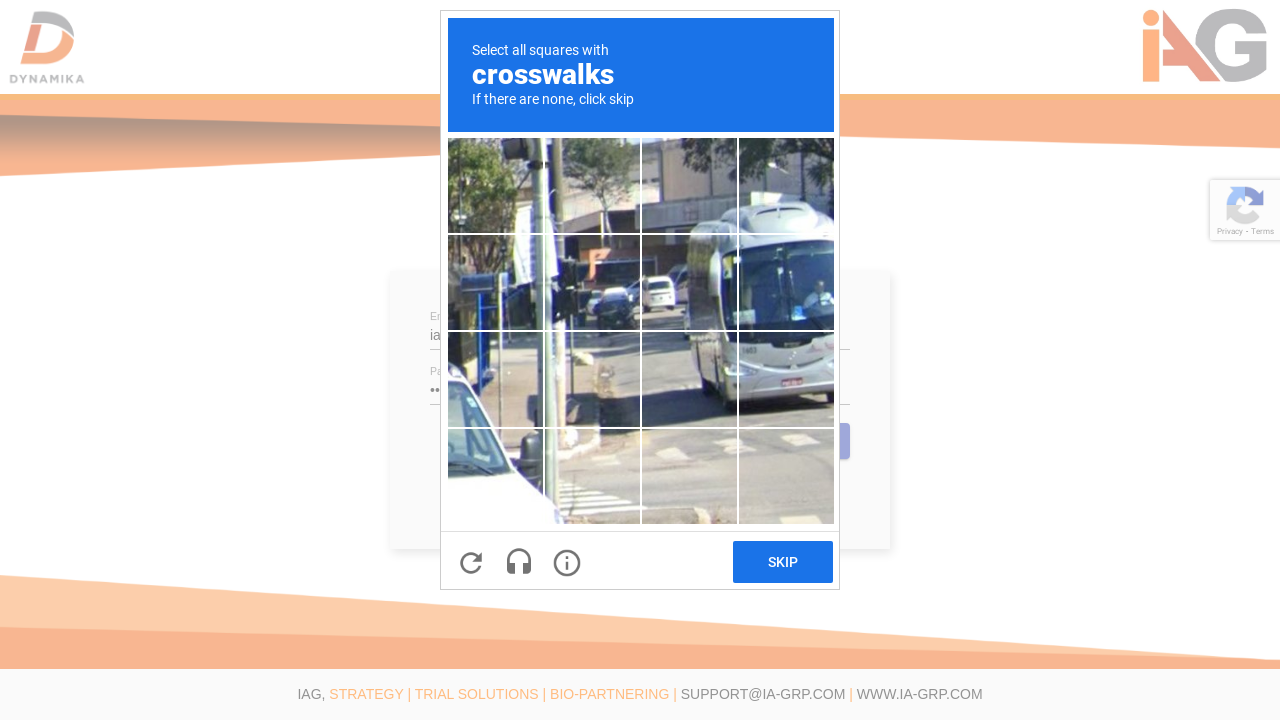 DYNAMIKA
iAG
Select all squares with
crosswalks
If there are none, click skip
Privacy - Terms
SKIP
IAG, STRATEGY | TRIAL SOLUTIONS | BIO-PARTNERING | SUPPORT@IA-GRP.COM | WWW.IA-GRP.COM